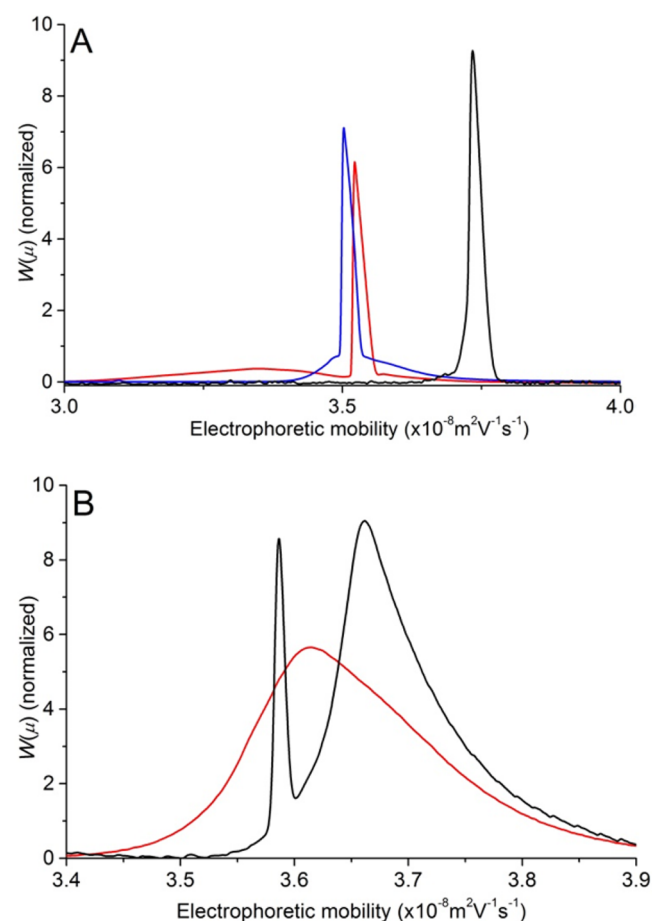 A
10
8
6
4
2
0
W(μ) (normalized)
3.0 3.5 4.0
Electrophoretic mobility (x10⁻⁸m²V⁻¹s⁻¹)
B
10
8
6
4
2
0
W(μ) (normalized)
3.4 3.5 3.6 3.7 3.8 3.9
Electrophoretic mobility (x10⁻⁸m²V⁻¹s⁻¹)